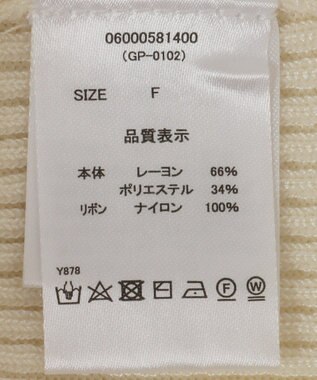 06000581400
(GP-0102)
SIZE F
品質表示
本体 レーヨン 66%
ポリエステル 34%
リボン ナイロン 100%
Y878